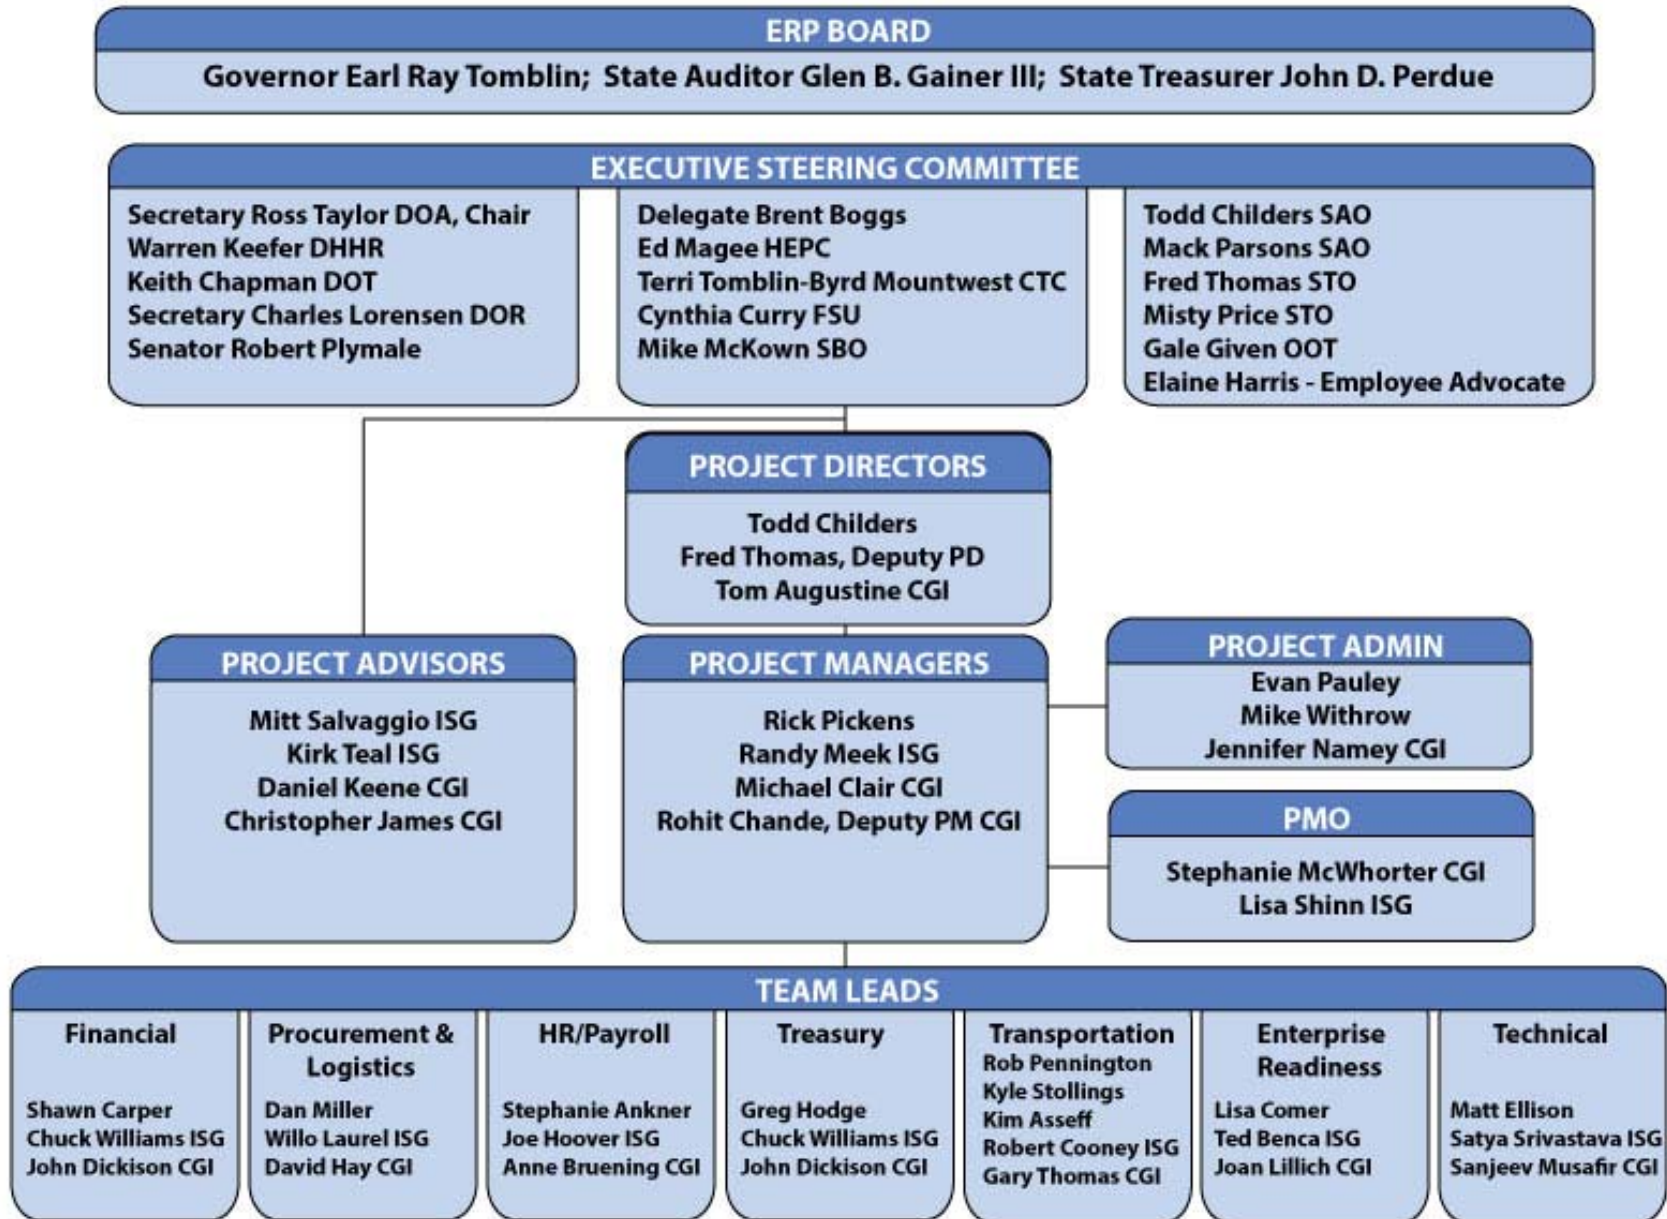 ERP BOARD
Governor Earl Ray Tomblin; State Auditor Glen B. Gainer III; State Treasurer John D. Perdue
EXECUTIVE STEERING COMMITTEE
Secretary Ross Taylor DOA, Chair
Warren Keefer DHHR
Keith Chapman DOT
Secretary Charles Lorensen DOR
Senator Robert Plymale
Delegate Brent Boggs
Ed Magee HEPC
Terri Tomblin-Byrd Mountwest CTC
Cynthia Curry FSU
Mike McKown SBO
Todd Childers SAO
Mack Parsons SAO
Fred Thomas STO
Misty Price STO
Gale Given OOT
Elaine Harris - Employee Advocate
PROJECT DIRECTORS
Todd Childers
Fred Thomas, Deputy PD
Tom Augustine CGI
PROJECT ADVISORS
Mitt Salvaggio ISG
Kirk Teal ISG
Daniel Keene CGI
Christopher James CGI
PROJECT MANAGERS
Rick Pickens
Randy Meek ISG
Michael Clair CGI
Rohit Chande, Deputy PM CGI
PROJECT ADMIN
Evan Pauley
Mike Withrow
Jennifer Namey CGI
PMO
Stephanie McWhorter CGI
Lisa Shinn ISG
TEAM LEADS
Financial
Shawn Carper
Chuck Williams ISG
John Dickison CGI
Procurement &
Logistics
Dan Miller
Willo Laurel ISG
David Hay CGI
HR/Payroll
Stephanie Ankner
Joe Hoover ISG
Anne Bruening CGI
Treasury
Greg Hodge
Chuck Williams ISG
John Dickison CGI
Transportation
Rob Pennington
Kyle Stollings
Kim Asseff
Robert Cooney ISG
Gary Thomas CGI
Enterprise
Readiness
Lisa Comer
Ted Benca ISG
Joan Lillich CGI
Technical
Matt Ellison
Satya Srivastava ISG
Sanjeev Musafir CGI